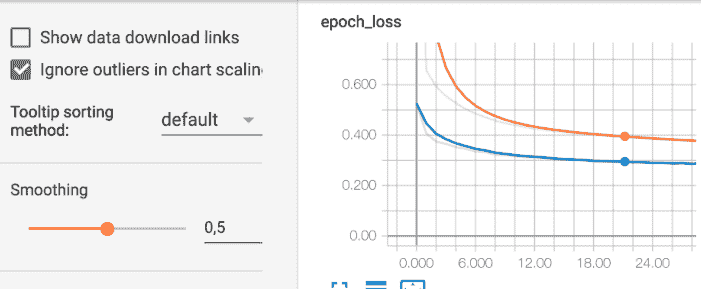 epoch_loss
Show data download links
Ignore outliers in chart scalin
Tooltip sorting
method:
default
Smoothing
0,5
0.600
0.400
0.200
0.00
0.000 6.000 12.00 18.00 24.00